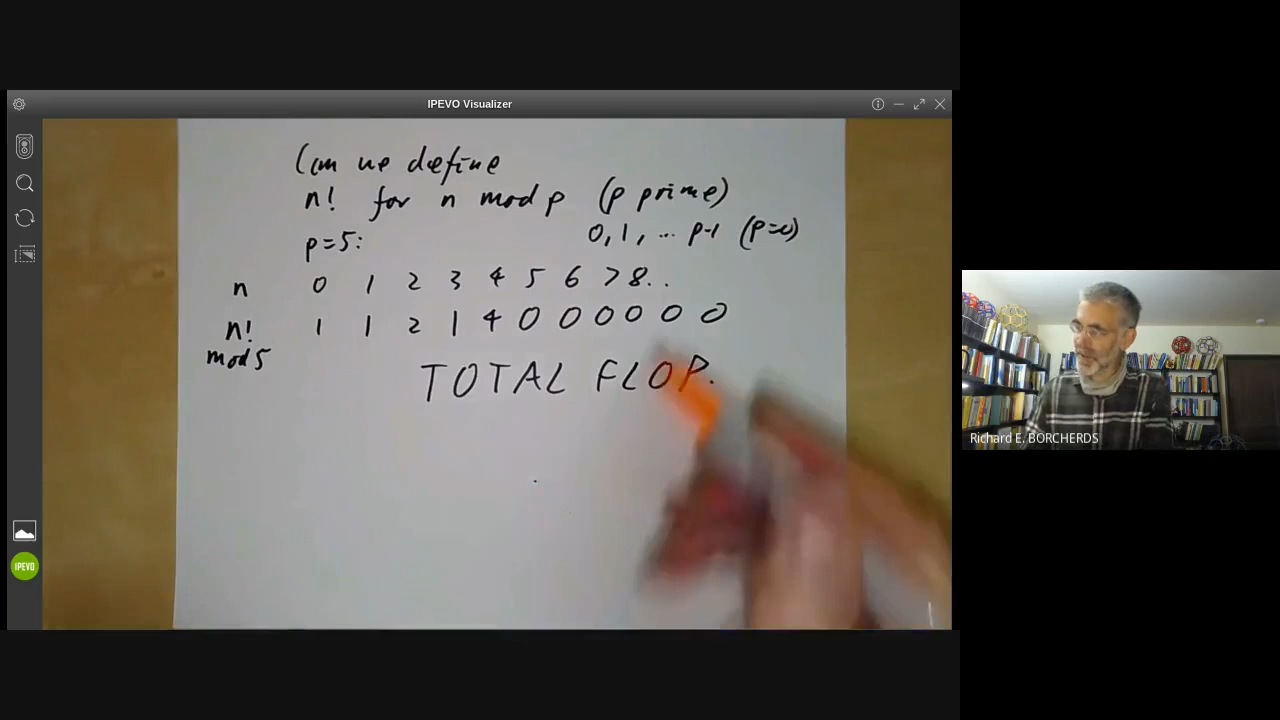 IPEVO Visualizer
Can we define
n! for n mod p (p prime)
p=5: 0, 1, ... p-1 (p=0)
n 0 1 2 3 4 5 6 7 8..
n! 1 1 2 1 4 0 0 0 0 0 0
mod 5
TOTAL FLOP.
Richard E. BORCHERDS
IPEVO